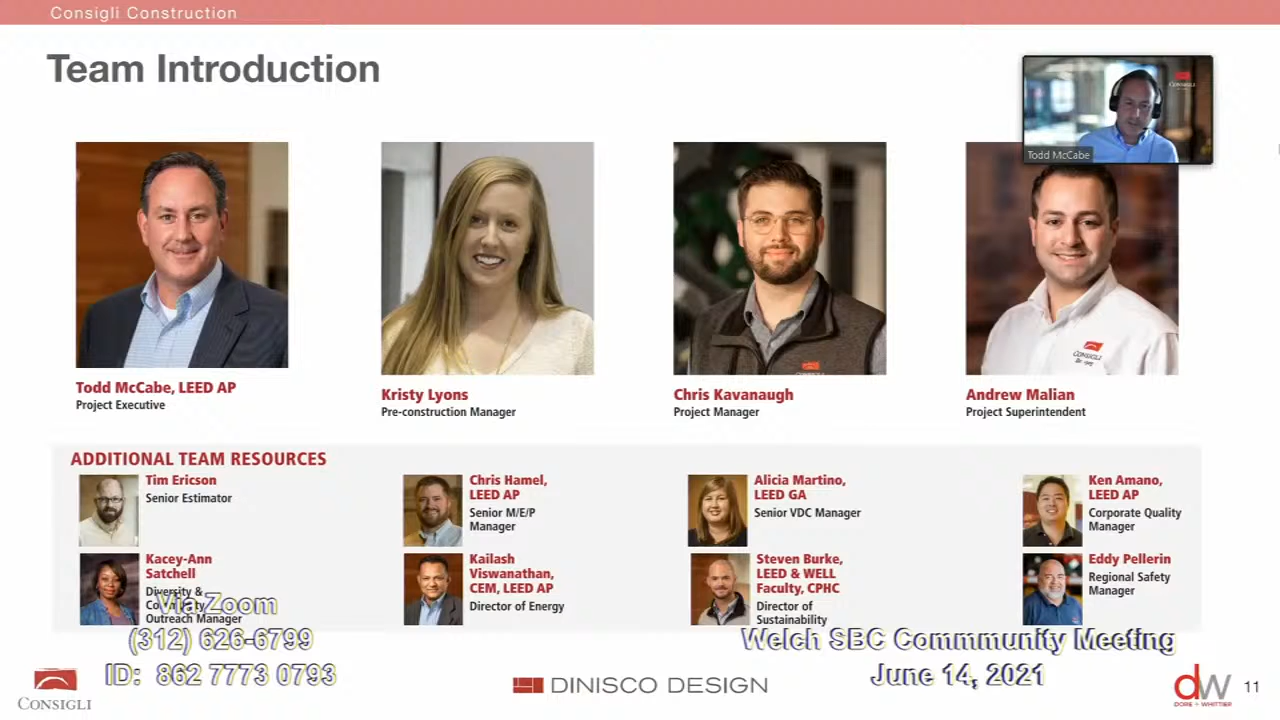 Consigli Construction
Team Introduction
CONSIGLI
Todd McCabe
Todd McCabe, LEED AP
Project Executive
Kristy Lyons
Pre-construction Manager
Chris Kavanaugh
Project Manager
CONSIGLI
Andrew Malian
Project Superintendent
ADDITIONAL TEAM RESOURCES
Tim Ericson
Senior Estimator
Chris Hamel,
LEED AP
Senior M/E/P
Manager
Alicia Martino,
LEED GA
Senior VDC Manager
Ken Amano,
LEED AP
Corporate Quality
Manager
Kacey-Ann
Satchell
Diversity &
Outreach Manager
Kailash
Viswanathan,
CEM, LEED AP
Director of Energy
Steven Burke,
LEED & WELL
Faculty, CPHC
Director of
Sustainability
Eddy Pellerin
Regional Safety
Manager
Via Zoom
(312) 626-6799
ID: 862 7773 0793
Welch SBC Commmunity Meeting
June 14, 2021
CONSIGLI
DINISCO DESIGN
dw
DORE + WHITTIER
11